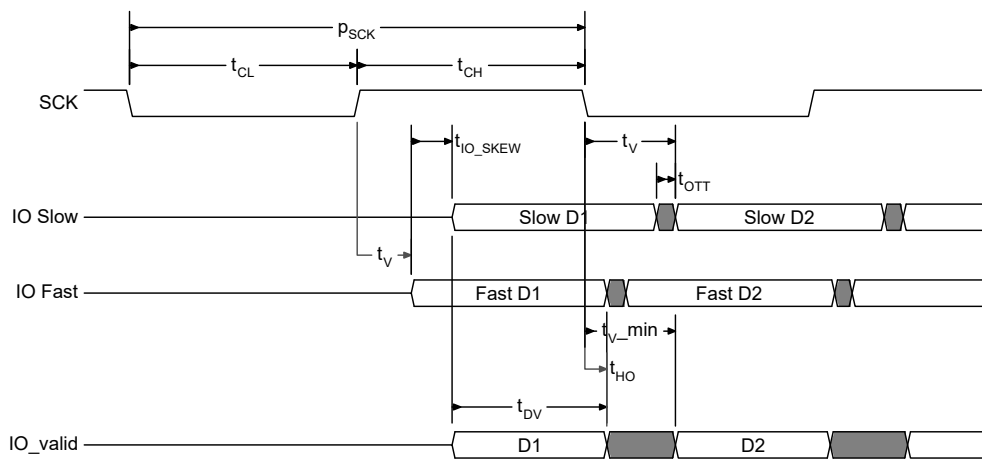 pSCK
tCL
tCH
SCK
tIO_SKEW
tV
tOTT
IO Slow
Slow D1
Slow D2
tV
IO Fast
Fast D1
Fast D2
tV_min
tHO
tDV
IO_valid
D1
D2